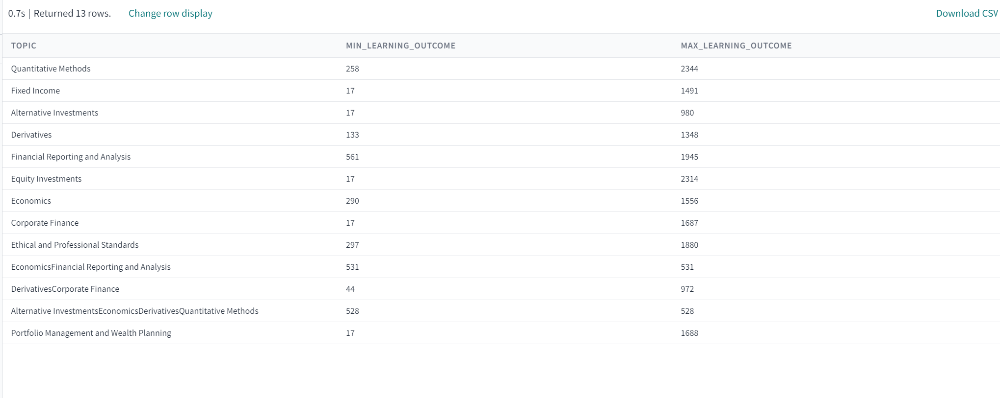 0.7s | Returned 13 rows. Change row display Download CSV
TOPIC MIN_LEARNING_OUTCOME MAX_LEARNING_OUTCOME
Quantitative Methods 258 2344
Fixed Income 17 1491
Alternative Investments 17 980
Derivatives 133 1348
Financial Reporting and Analysis 561 1945
Equity Investments 17 2314
Economics 290 1556
Corporate Finance 17 1687
Ethical and Professional Standards 297 1880
EconomicsFinancial Reporting and Analysis 531 531
DerivativesCorporate Finance 44 972
Alternative InvestmentsEconomicsDerivativesQuantitative Methods 528 528
Portfolio Management and Wealth Planning 17 1688